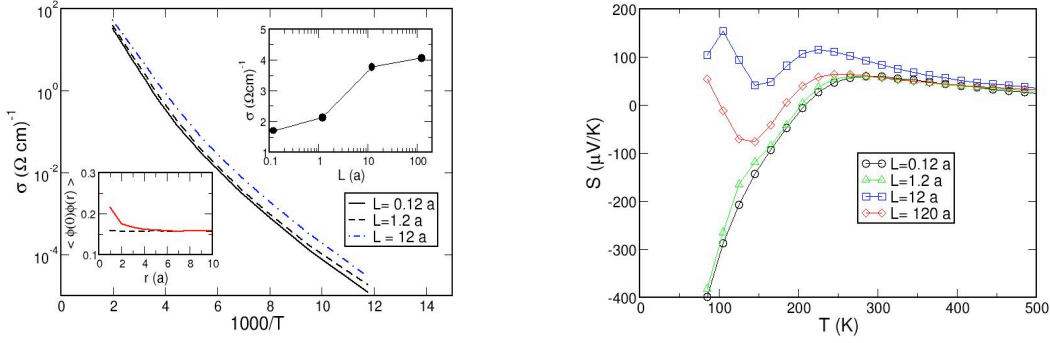 10^2
10^0
10^-2
10^-4
σ (Ω cm)^-1
0 2 4 6 8 10 12 14
1000/T
5
4
3
2
1
σ (Ωcm)^-1
0.1 1 10 100
L (a)
0.3
0.2
0.1
< ϕ(0)ϕ(r) >
0 2 4 6 8 10
r (a)
L= 0.12 a
L=1.2 a
L = 12 a
200
100
0
-100
-200
-300
-400
S (μV/K)
0 100 200 300 400 500
T (K)
L=0.12 a
L=1.2 a
L=12 a
L= 120 a